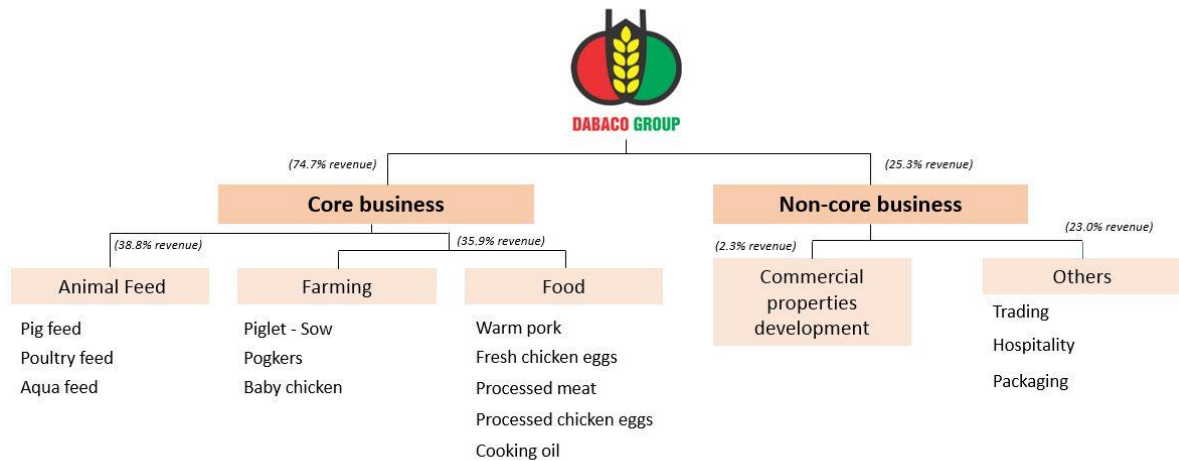 DABACO GROUP
(74.7% revenue)
(25.3% revenue)
Core business
Non-core business
(38.8% revenue)
(35.9% revenue)
(2.3% revenue)
(23.0% revenue)
Animal Feed
Pig feed
Poultry feed
Aqua feed
Farming
Piglet - Sow
Pogkers
Baby chicken
Food
Warm pork
Fresh chicken eggs
Processed meat
Processed chicken eggs
Cooking oil
Commercial
properties
development
Others
Trading
Hospitality
Packaging